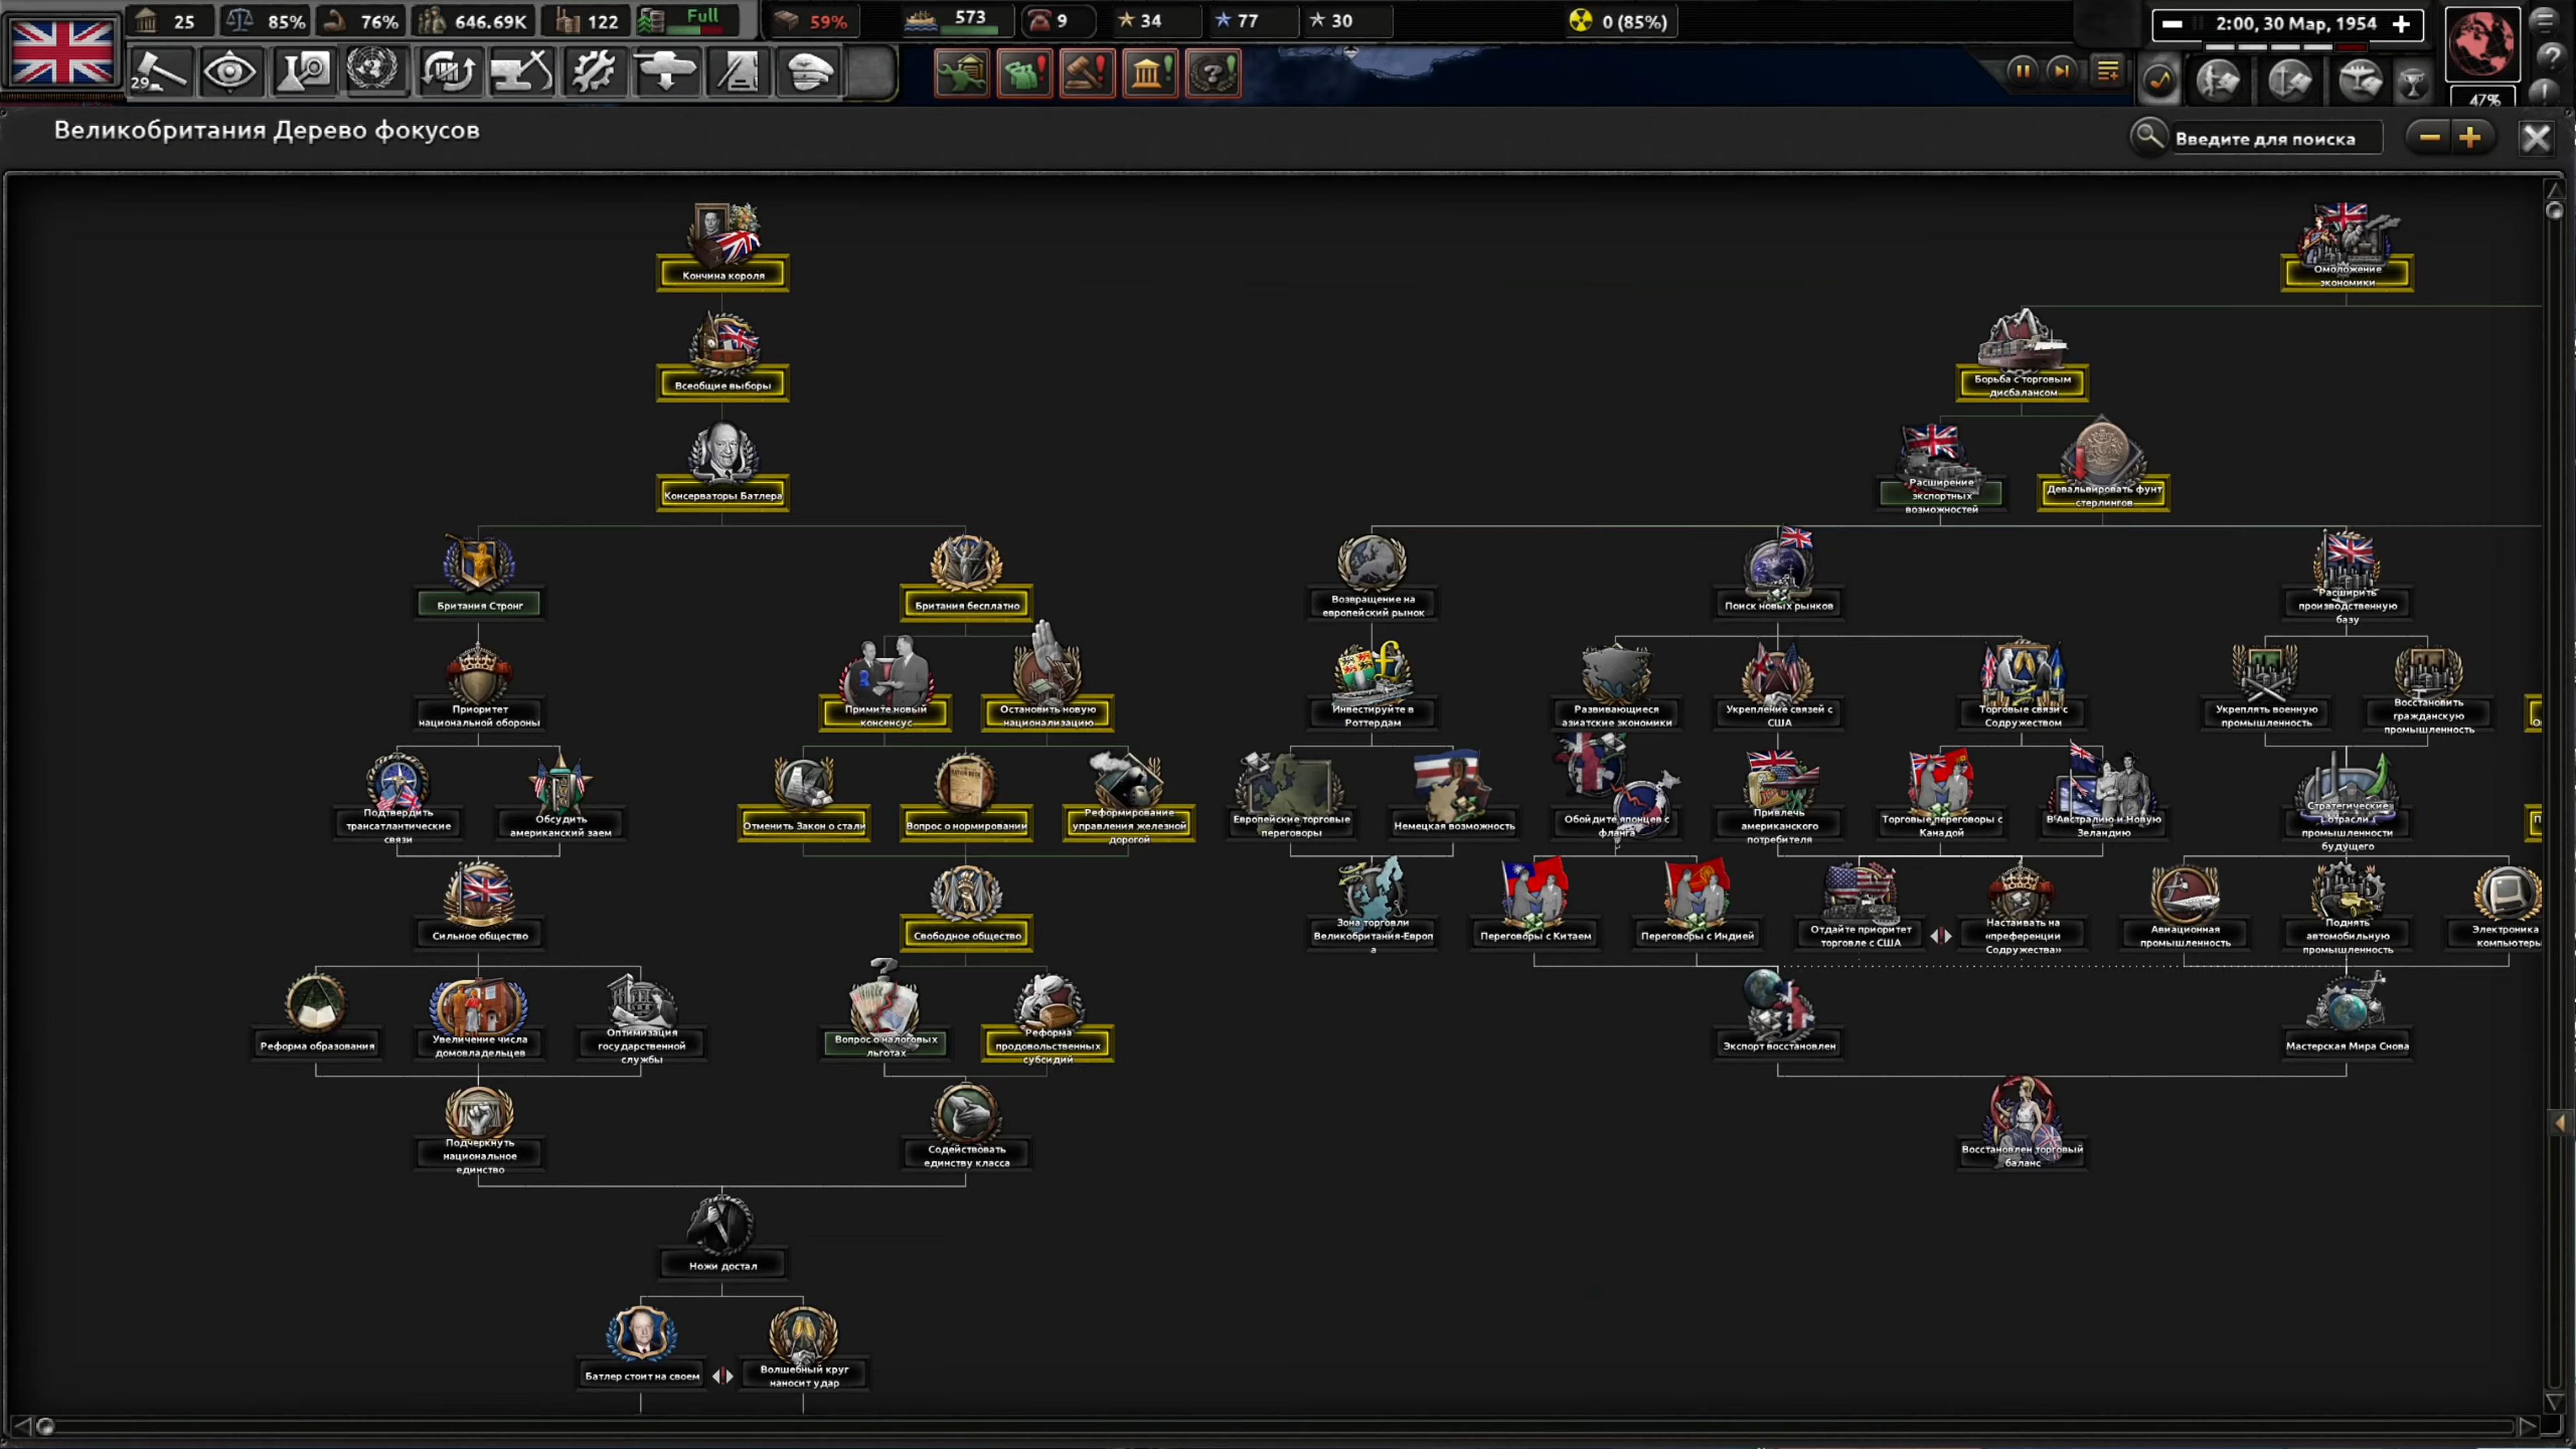 25 85% 76% 646.69K 122 Full 59% 573 9 34 77 30 0 (85%) 2:00, 30 Мар, 1954
29
47%
Великобритания Дерево фокусов
Введите для поиска
Кончина короля
Омоложение
экономики
Всеобщие выборы
Борьба с торговым
дисбалансом
Консерваторы Батлера
Расширение
экспортных
возможностей
Девальвировать фунт
стерлингов
Британия Стронг
Британия бесплатно
Возвращение на
европейский рынок
Поиск новых рынков
Расширить
производственную
базу
Приоритет
национальной обороны
Примите новый
консенсус
Остановить новую
национализацию
Инвестируйте в
Роттердам
Развивающиеся
азиатские экономики
Укрепление связей с
США
Торговые связи с
Содружеством
Укреплять военную
промышленность
Восстановить
гражданскую
промышленность
Подтвердить
трансатлантические
связи
Обсудить
американский заем
Отменить Закон о стали
Вопрос о нормировании
Реформирование
управления железной
дорогой
Европейские торговые
переговоры
Немецкая возможность
Обойдите японцев с
фланга
Привлечь
американского
потребителя
Торговые переговоры с
Канадой
В Австралию и Новую
Зеландию
Стратегические
отрасли
промышленности
будущего
Сильное общество
Свободное общество
Зона торговли
Великобритания-Европ
а
Переговоры с Китаем
Переговоры с Индией
Отдайте приоритет
торговле с США
Настаивать на
«преференции
Содружества»
Авиационная
промышленность
Поднять
автомобильную
промышленность
Электроника
компьютеры
Реформа образования
Увеличение числа
домовладельцев
Оптимизация
государственной
службы
Вопрос о налоговых
льготах
Реформа
продовольственных
субсидий
Экспорт восстановлен
Мастерская Мира Снова
Подчеркнуть
национальное
единство
Содействовать
единству класса
Восстановлен торговый
баланс
Ножи достал
Батлер стоит на своем
Волшебный круг
наносит удар